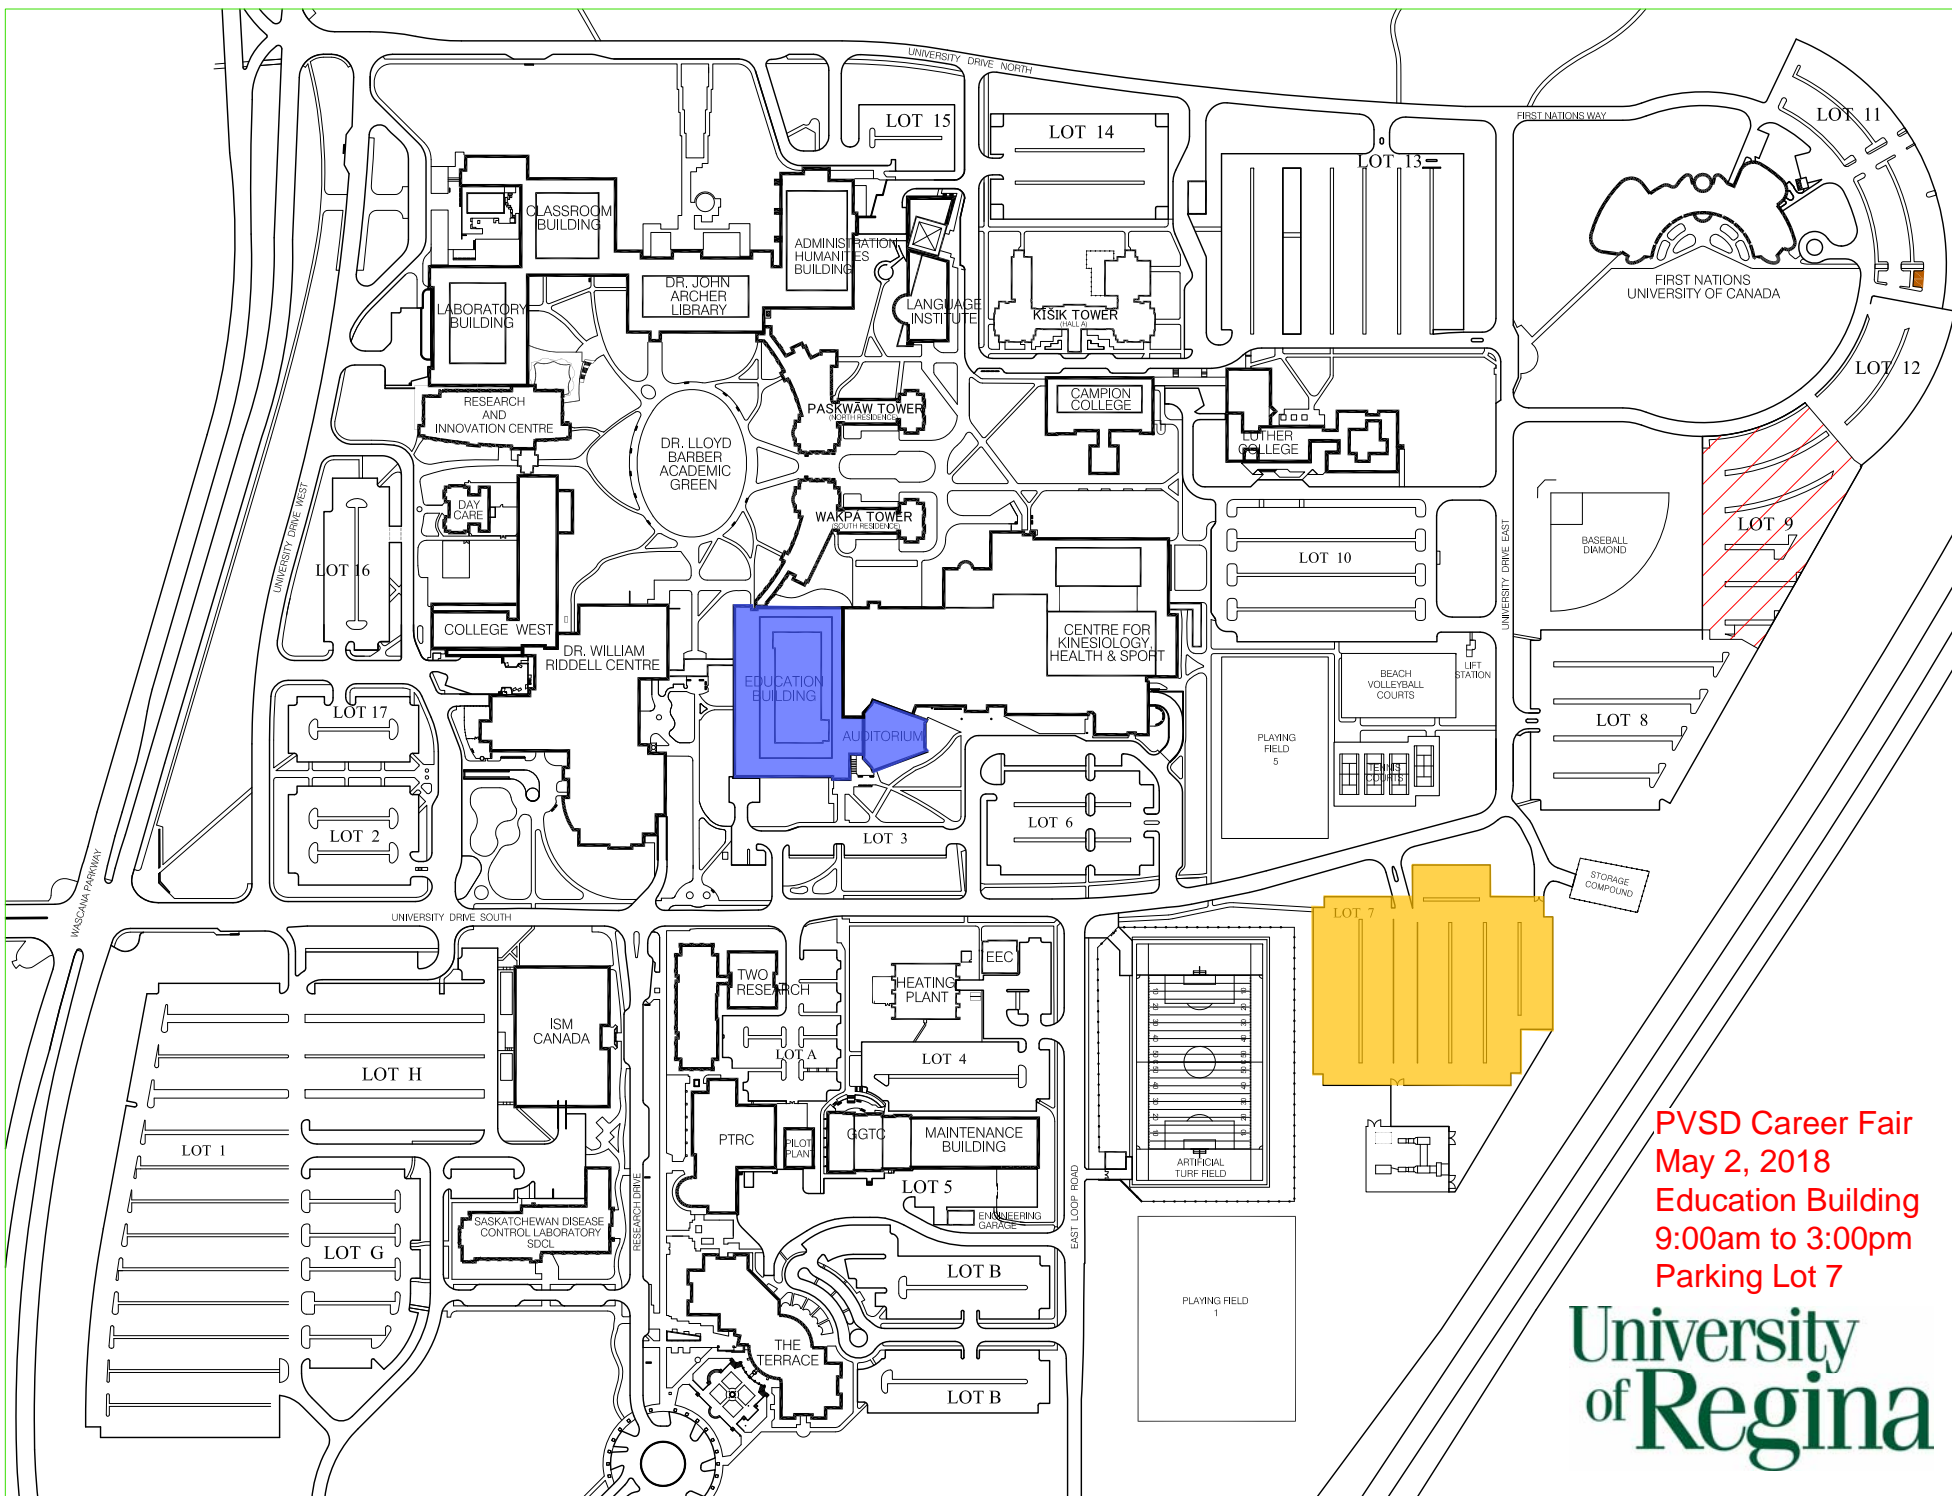 UNIVERSITY DRIVE NORTH
FIRST NATIONS WAY
LOT 11
LOT 15
LOT 14
LOT 13
CLASSROOM
BUILDING
ADMINISTRATION
HUMANITIES
BUILDING
DR. JOHN
ARCHER
LIBRARY
LABORATORY
BUILDING
LANGUAGE
INSTITUTE
KĪŠIK TOWER
(HALL A)
FIRST NATIONS
UNIVERSITY OF CANADA
LOT 12
RESEARCH
AND
INNOVATION CENTRE
PASKWĀW TOWER
(NORTH RESIDENCE)
CAMPION
COLLEGE
LUTHER
COLLEGE
DR. LLOYD
BARBER
ACADEMIC
GREEN
DAY
CARE
WAKPÁ TOWER
(SOUTH RESIDENCE)
UNIVERSITY DRIVE WEST
LOT 16
LOT 10
UNIVERSITY DRIVE EAST
BASEBALL
DIAMOND
LOT 9
COLLEGE WEST
DR. WILLIAM
RIDDELL CENTRE
CENTRE FOR
KINESIOLOGY,
HEALTH & SPORT
EDUCATION
BUILDING
AUDITORIUM
BEACH
VOLLEYBALL
COURTS
LIFT
STATION
LOT 17
LOT 8
PLAYING
FIELD
5
TENNIS
COURTS
LOT 2
LOT 3
LOT 6
WASCANA PARKWAY
STORAGE
COMPOUND
UNIVERSITY DRIVE SOUTH
LOT 7
TWO
RESEARCH
HEATING
PLANT
EEC
ISM
CANADA
LOT A
LOT 4
LOT H
LOT 1
PTRC
PILOT
PLANT
GGTC
MAINTENANCE
BUILDING
ARTIFICIAL
TURF FIELD
LOT 5
ENGINEERING
GARAGE
EAST LOOP ROAD
RESEARCH DRIVE
SASKATCHEWAN DISEASE
CONTROL LABORATORY
SDCL
LOT G
LOT B
THE
TERRACE
LOT B
PLAYING FIELD
1
PVSD Career Fair
May 2, 2018
Education Building
9:00am to 3:00pm
Parking Lot 7
University
of Regina